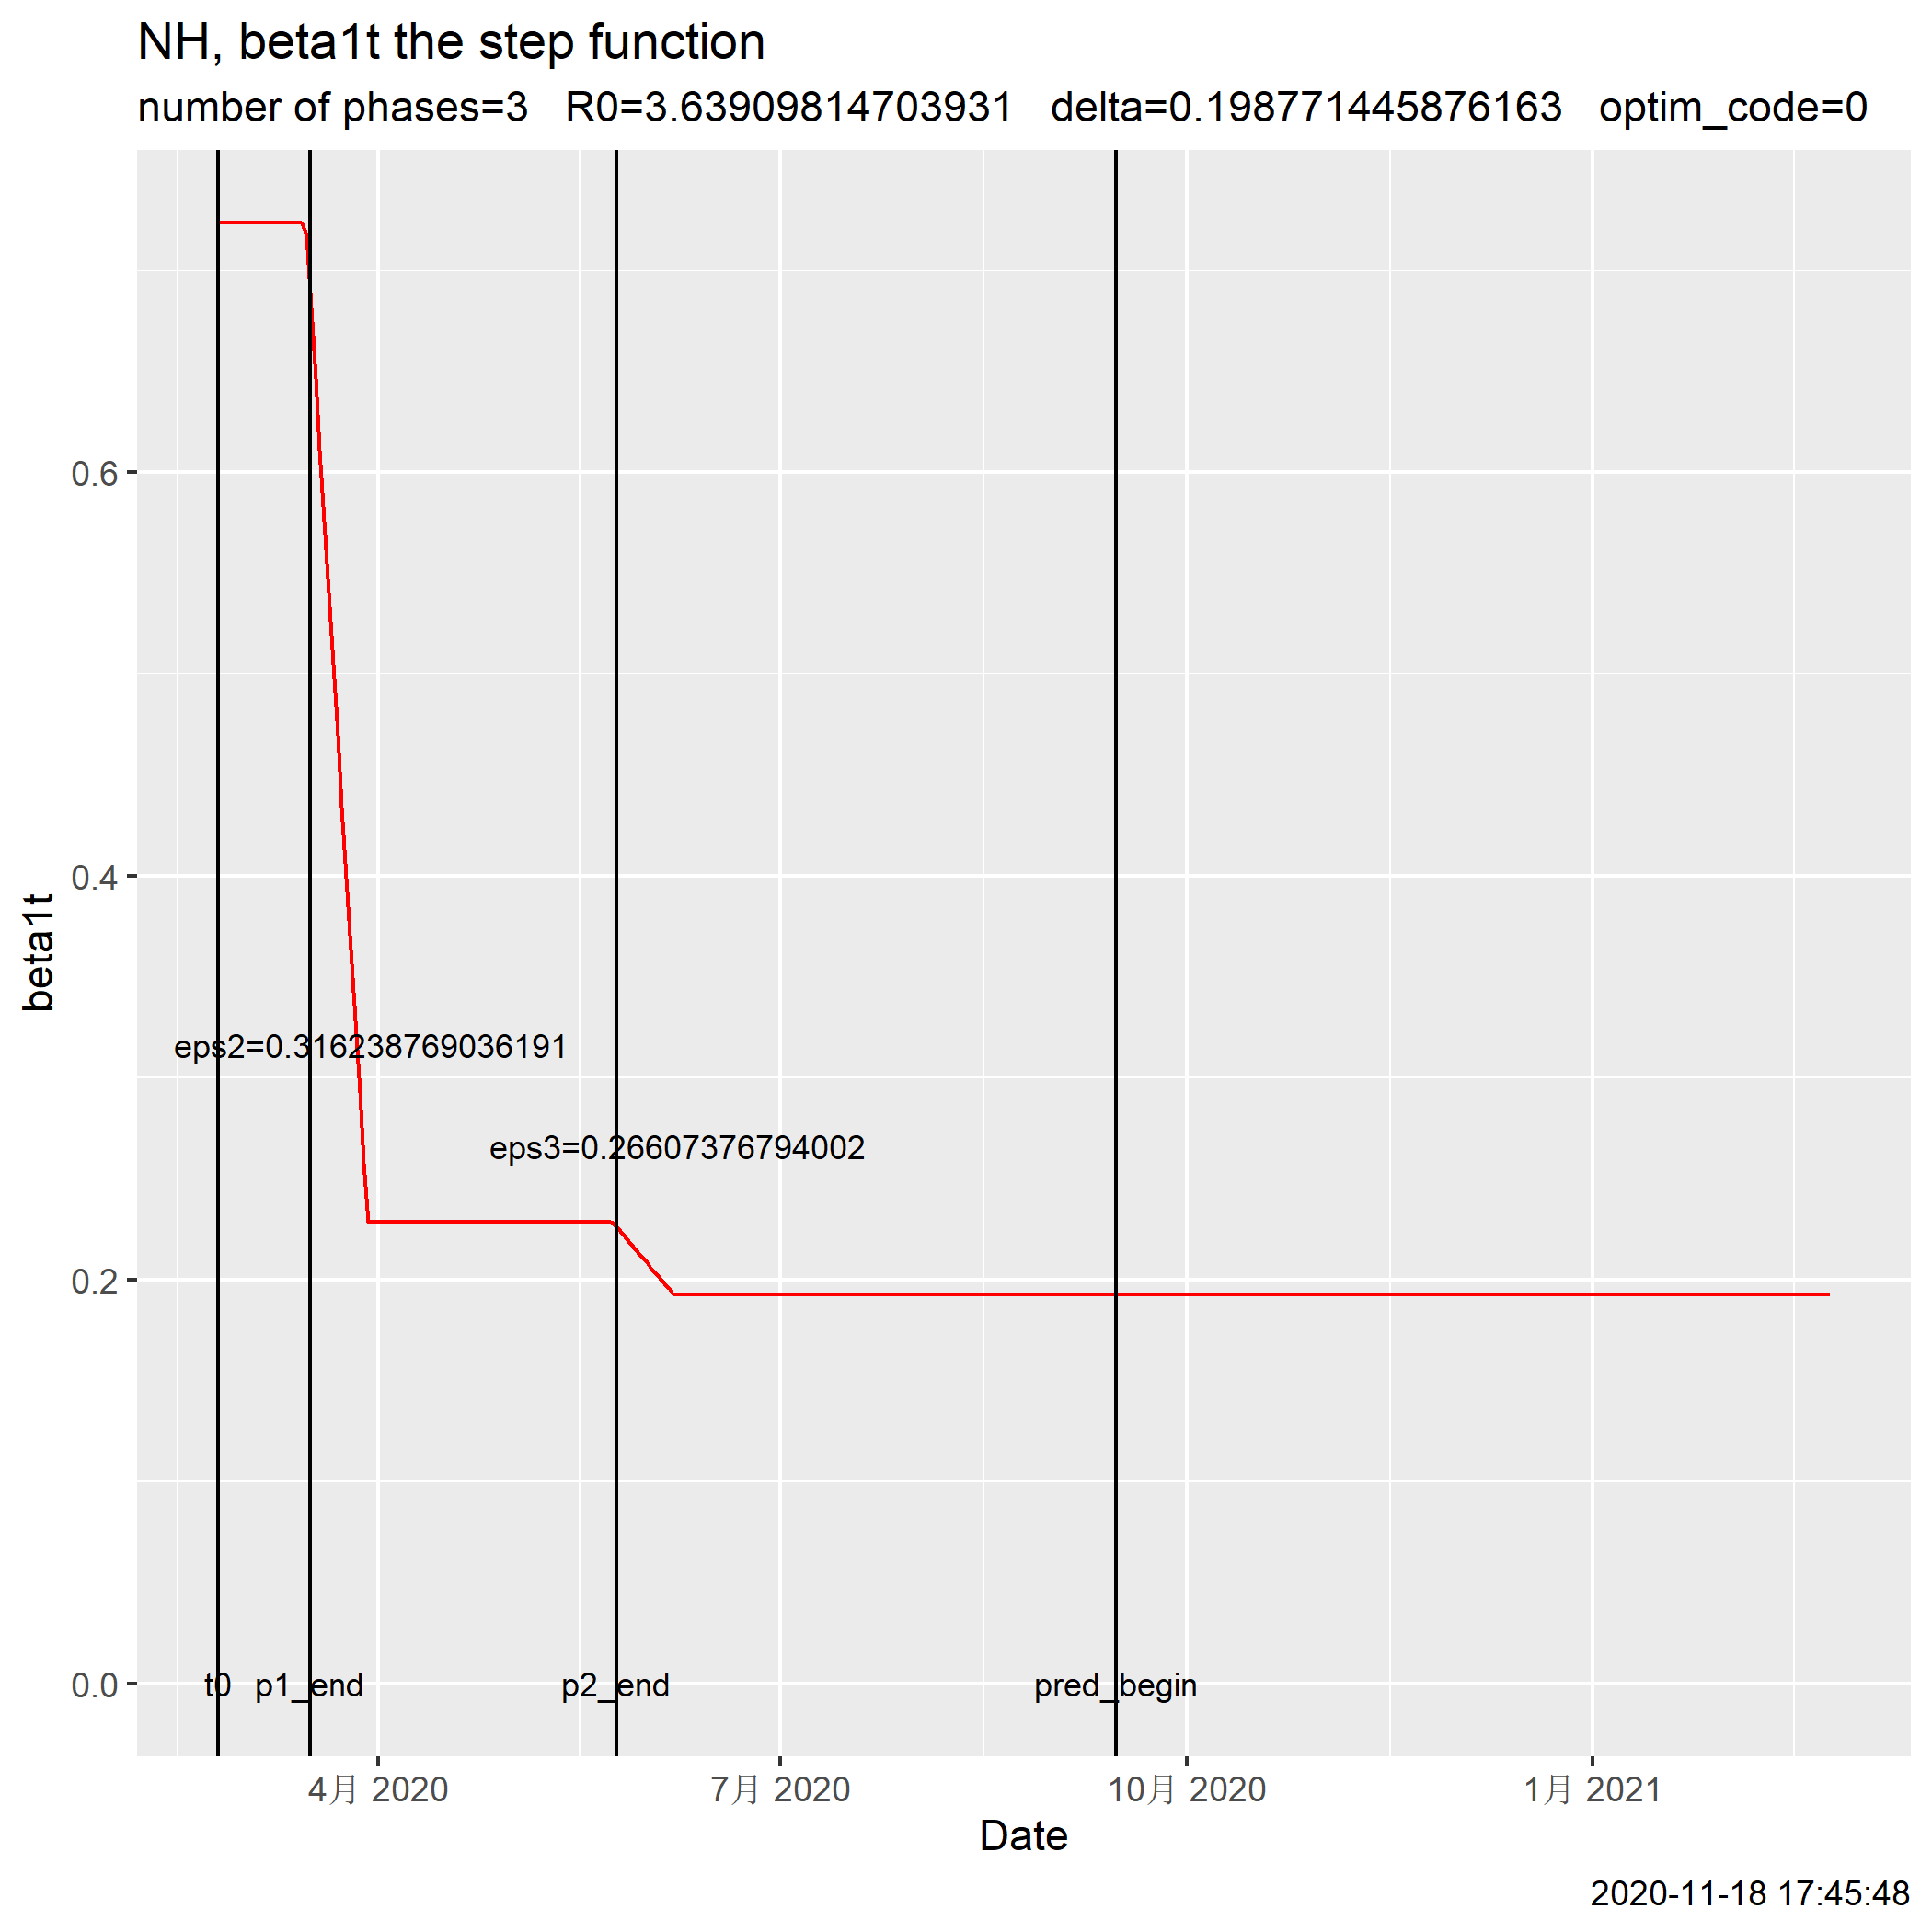 NH, beta1t the step function
number of phases=3 R0=3.63909814703931 delta=0.198771445876163 optim_code=0
beta1t
0.6
0.4
0.2
0.0
eps2=0.316238769036191
eps3=0.26607376794002
t0 p1_end p2_end pred_begin
4月 2020 7月 2020 10月 2020 1月 2021
Date
2020-11-18 17:45:48